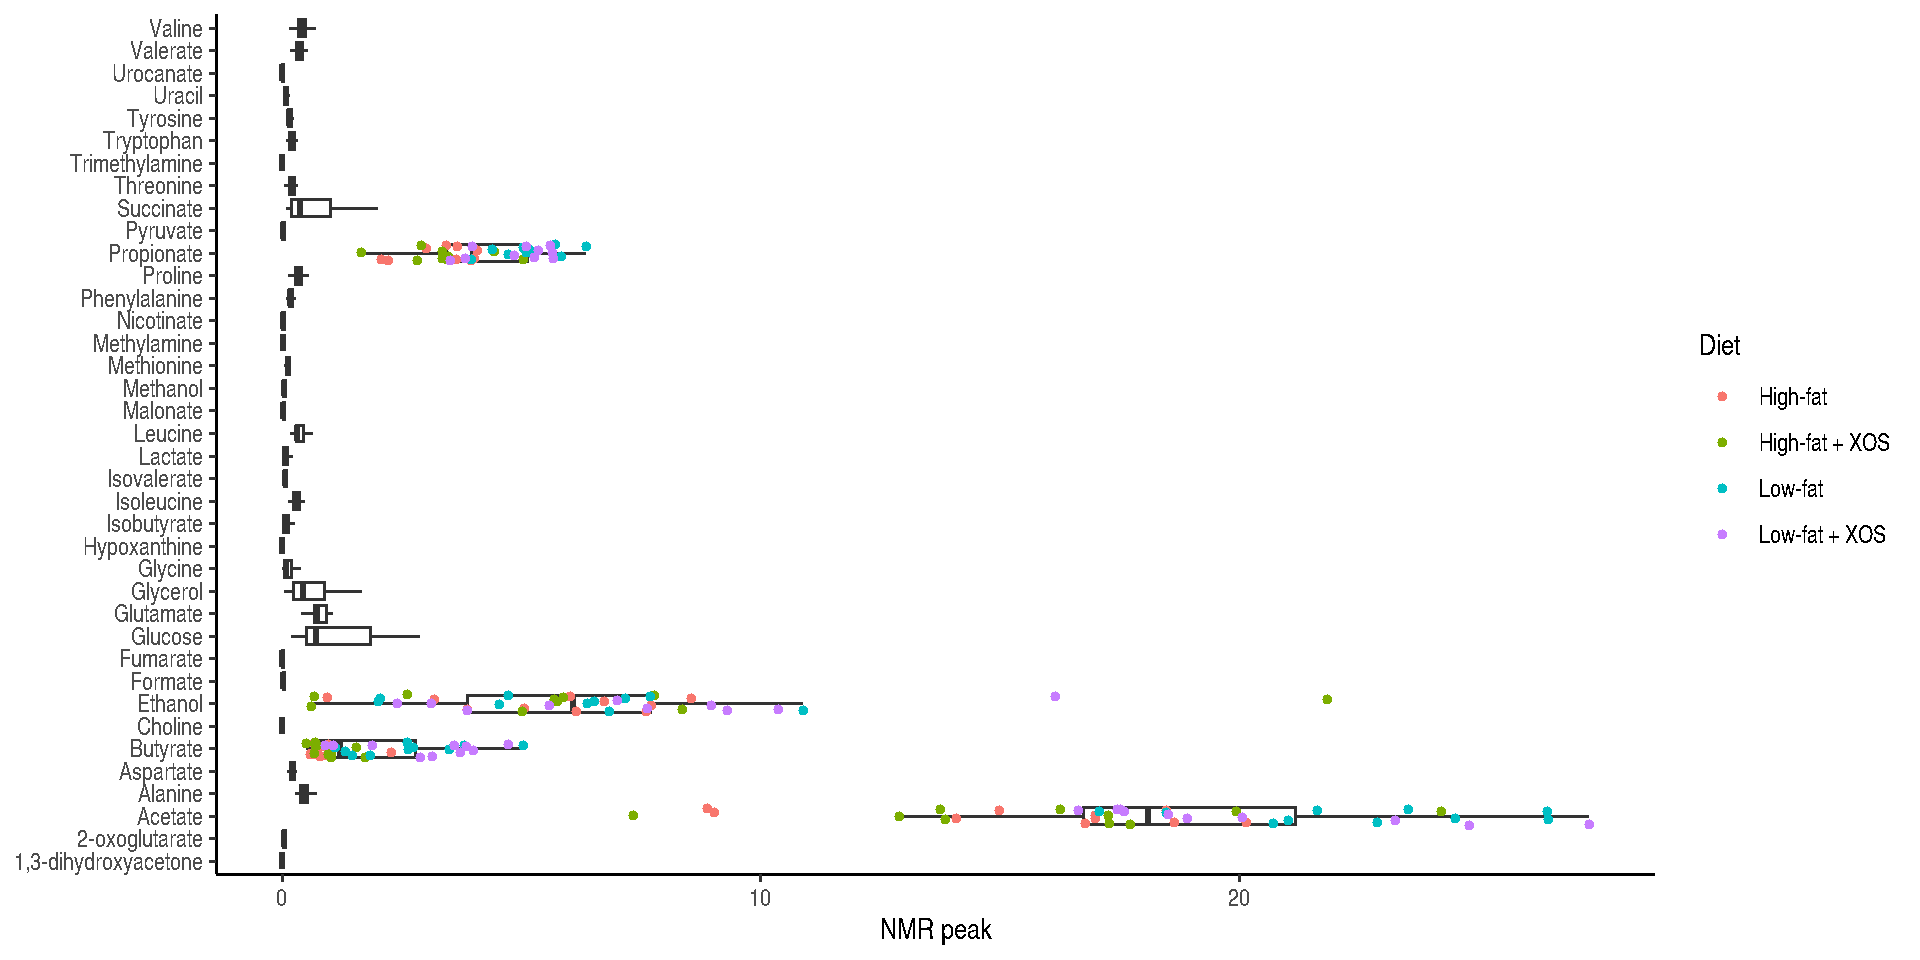 Valine
Valerate
Urocanate
Uracil
Tyrosine
Tryptophan
Trimethylamine
Threonine
Succinate
Pyruvate
Propionate
Proline
Phenylalanine
Nicotinate
Methylamine
Methionine
Methanol
Malonate
Leucine
Lactate
Isovalerate
Isoleucine
Isobutyrate
Hypoxanthine
Glycine
Glycerol
Glutamate
Glucose
Fumarate
Formate
Ethanol
Choline
Butyrate
Aspartate
Alanine
Acetate
2-oxoglutarate
1,3-dihydroxyacetone
0 10 20
NMR peak
Diet
High-fat
High-fat + XOS
Low-fat
Low-fat + XOS